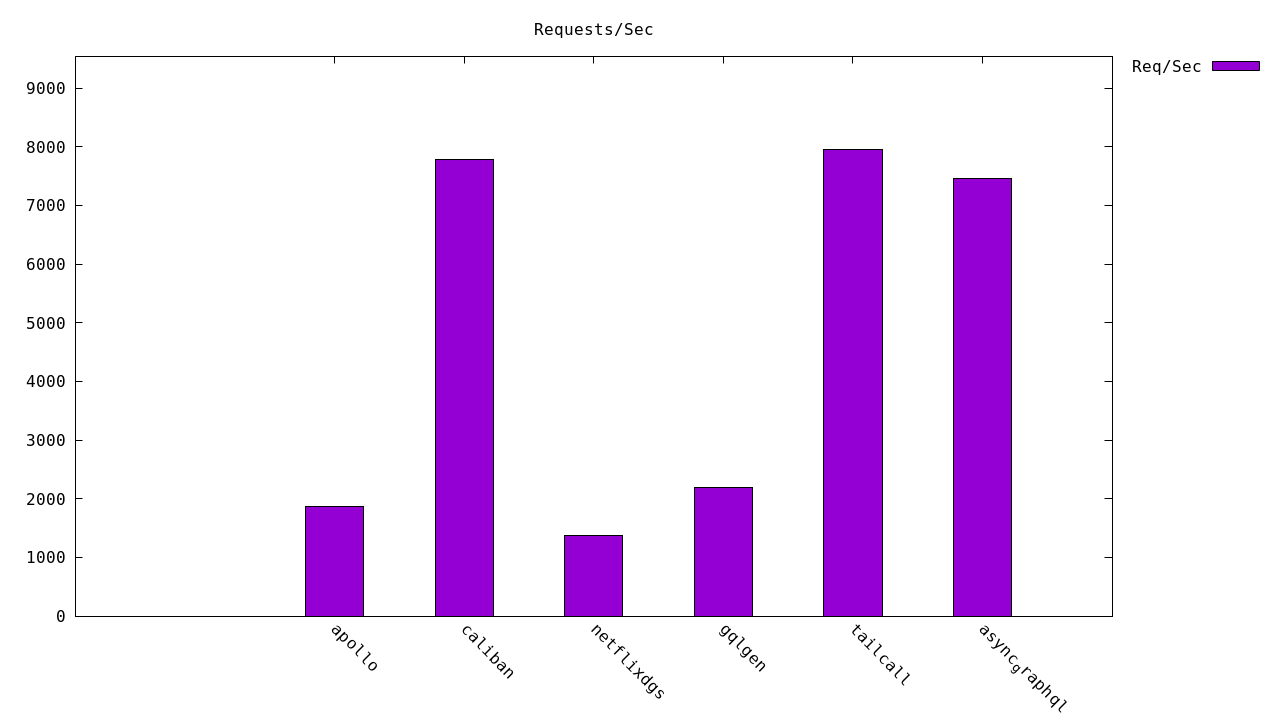 Requests/Sec
Req/Sec
9000
8000
7000
6000
5000
4000
3000
2000
1000
0
apollo
caliban
netflixdgs
gqlgen
tailcall
asyncgraphql